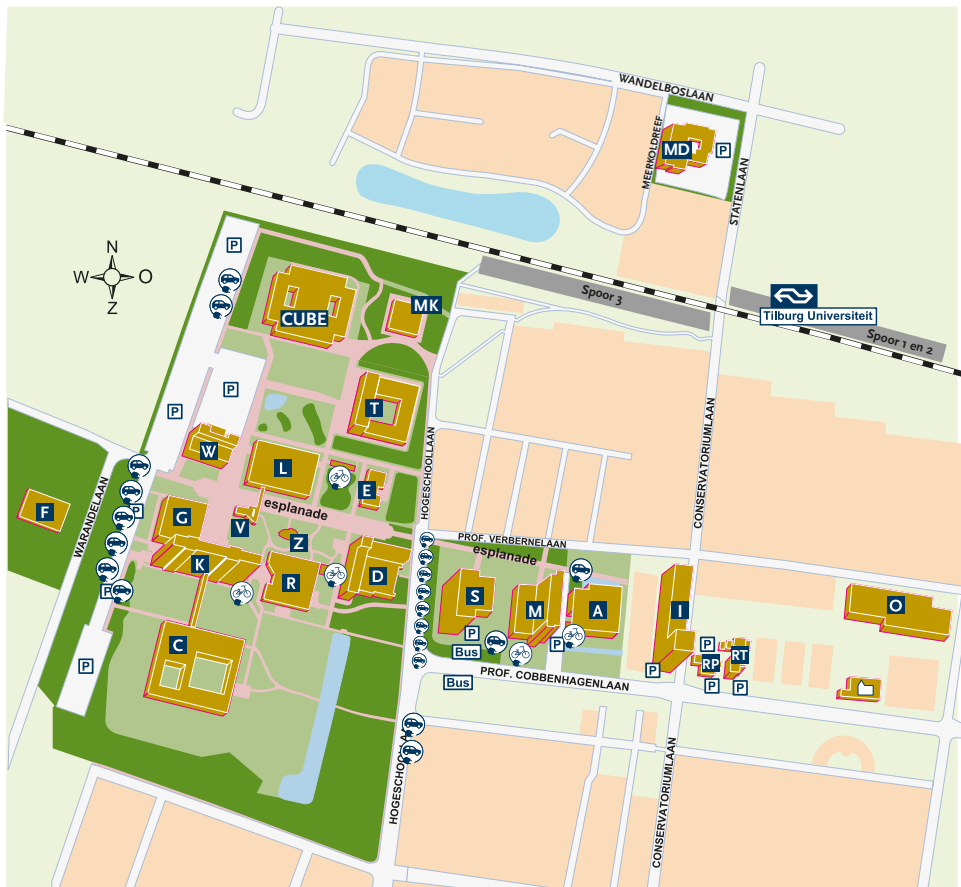 WANDELBOSLAAN
MEERKOLDREEF
MD
P
STATENLAAN
N
W
O
Z
P
CUBE
MK
Spoor 3
Tilburg Universiteit
Spoor 1 en 2
P
P
T
W
L
E
HOGESCHOOLLAAN
CONSERVATORIUMLAAN
F
WARANDELAAN
P
G
V
esplanade
Z
K
R
D
PROF. VERBERNELAAN
esplanade
S
M
A
I
O
P
P
C
P
P
Bus
P
P
RP
RT
P
P
P
Bus
PROF. COBBENHAGENLAAN
HOGESCHOOLLAAN
CONSERVATORIUMLAAN